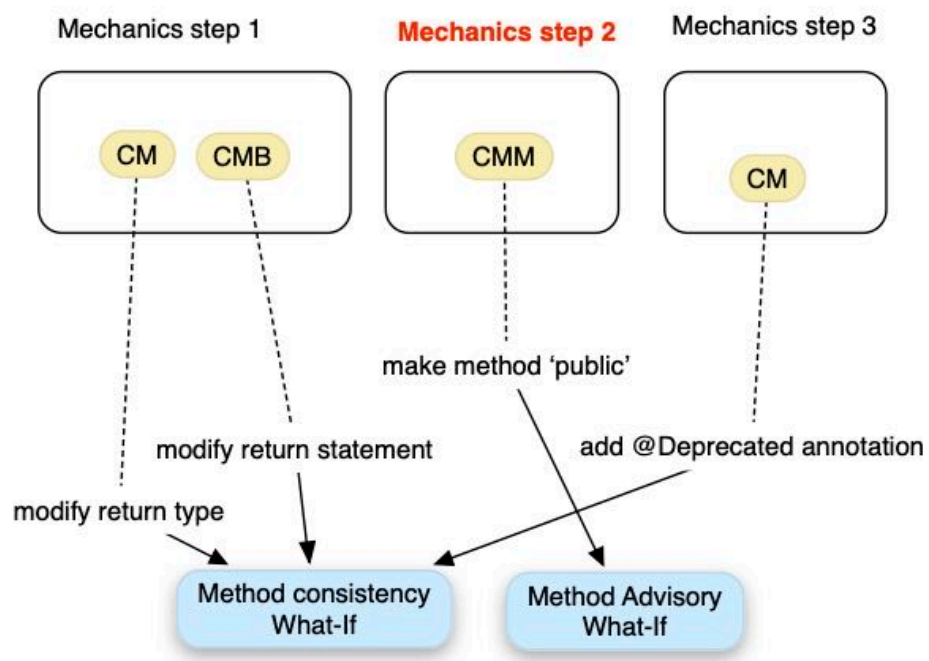 Mechanics step 1
Mechanics step 2
Mechanics step 3
CM
CMB
CMM
CM
make method ‘public’
modify return statement
add @Deprecated annotation
modify return type
Method consistency
What-If
Method Advisory
What-If